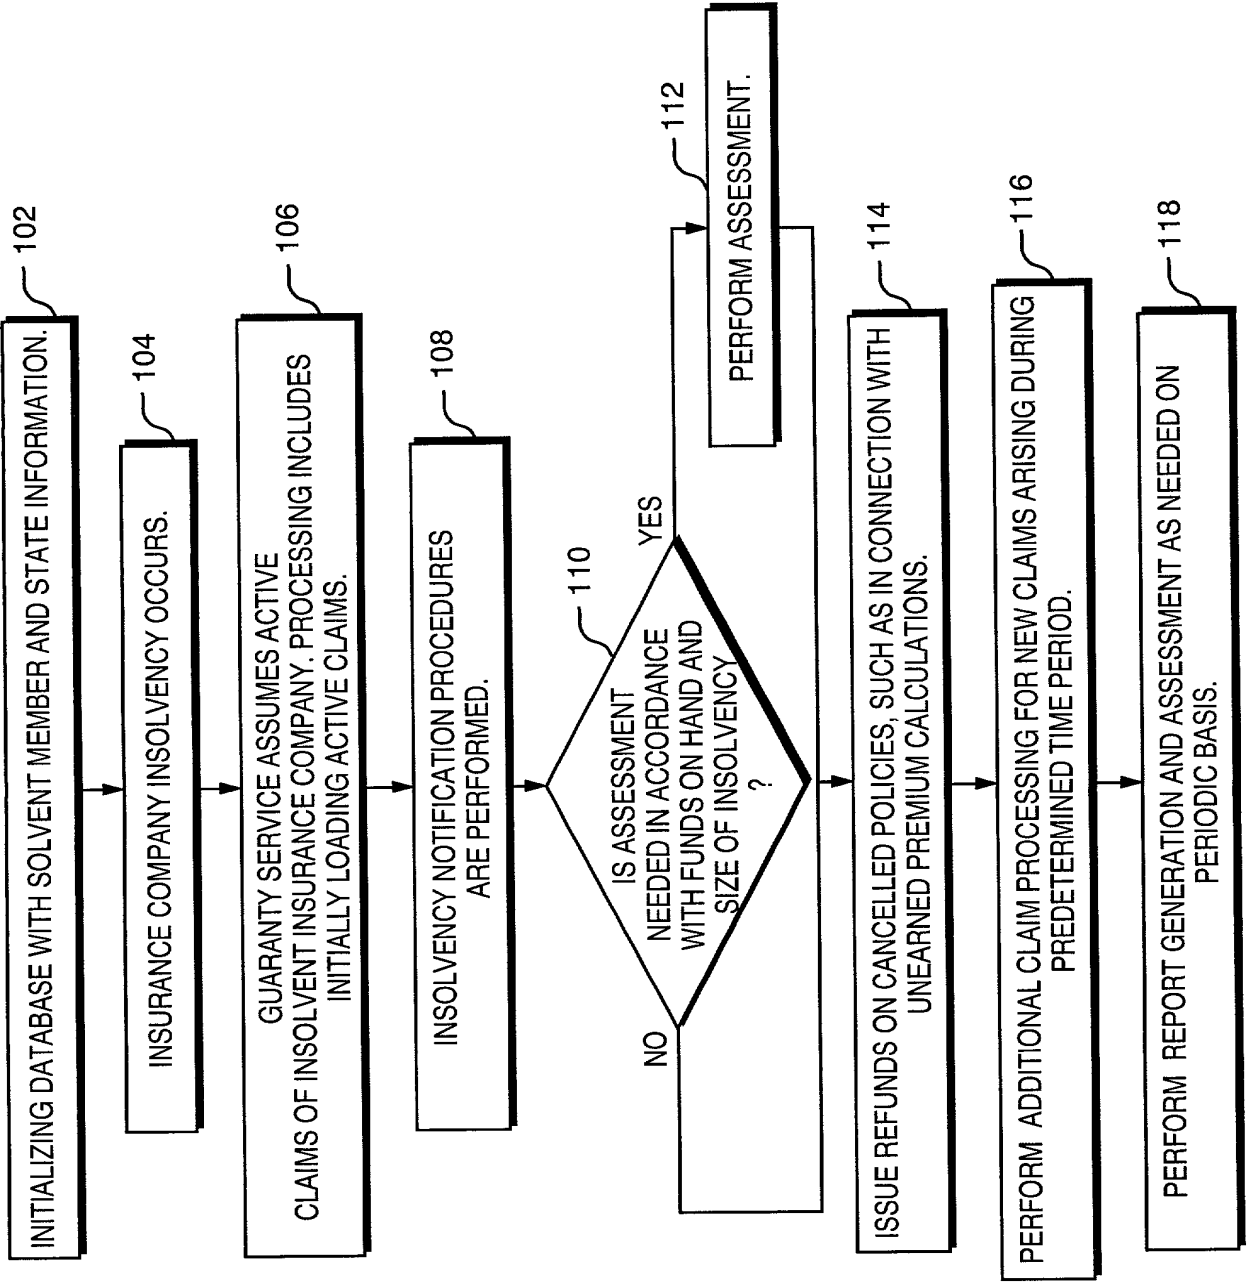 INITIALIZING DATABASE WITH SOLVENT MEMBER AND STATE INFORMATION.
102
INSURANCE COMPANY INSOLVENCY OCCURS.
104
GUARANTY SERVICE ASSUMES ACTIVE
CLAIMS OF INSOLVENT INSURANCE COMPANY. PROCESSING INCLUDES
INITIALLY LOADING ACTIVE CLAIMS.
106
INSOLVENCY NOTIFICATION PROCEDURES
ARE PERFORMED.
108
IS ASSESSMENT
NEEDED IN ACCORDANCE
WITH FUNDS ON HAND AND
SIZE OF INSOLVENCY
?
110
NO
YES
PERFORM ASSESSMENT.
112
ISSUE REFUNDS ON CANCELLED POLICIES, SUCH AS IN CONNECTION WITH
UNEARNED PREMIUM CALCULATIONS.
114
PERFORM ADDITIONAL CLAIM PROCESSING FOR NEW CLAIMS ARISING DURING
PREDETERMINED TIME PERIOD.
116
PERFORM REPORT GENERATION AND ASSESSMENT AS NEEDED ON
PERIODIC BASIS.
118